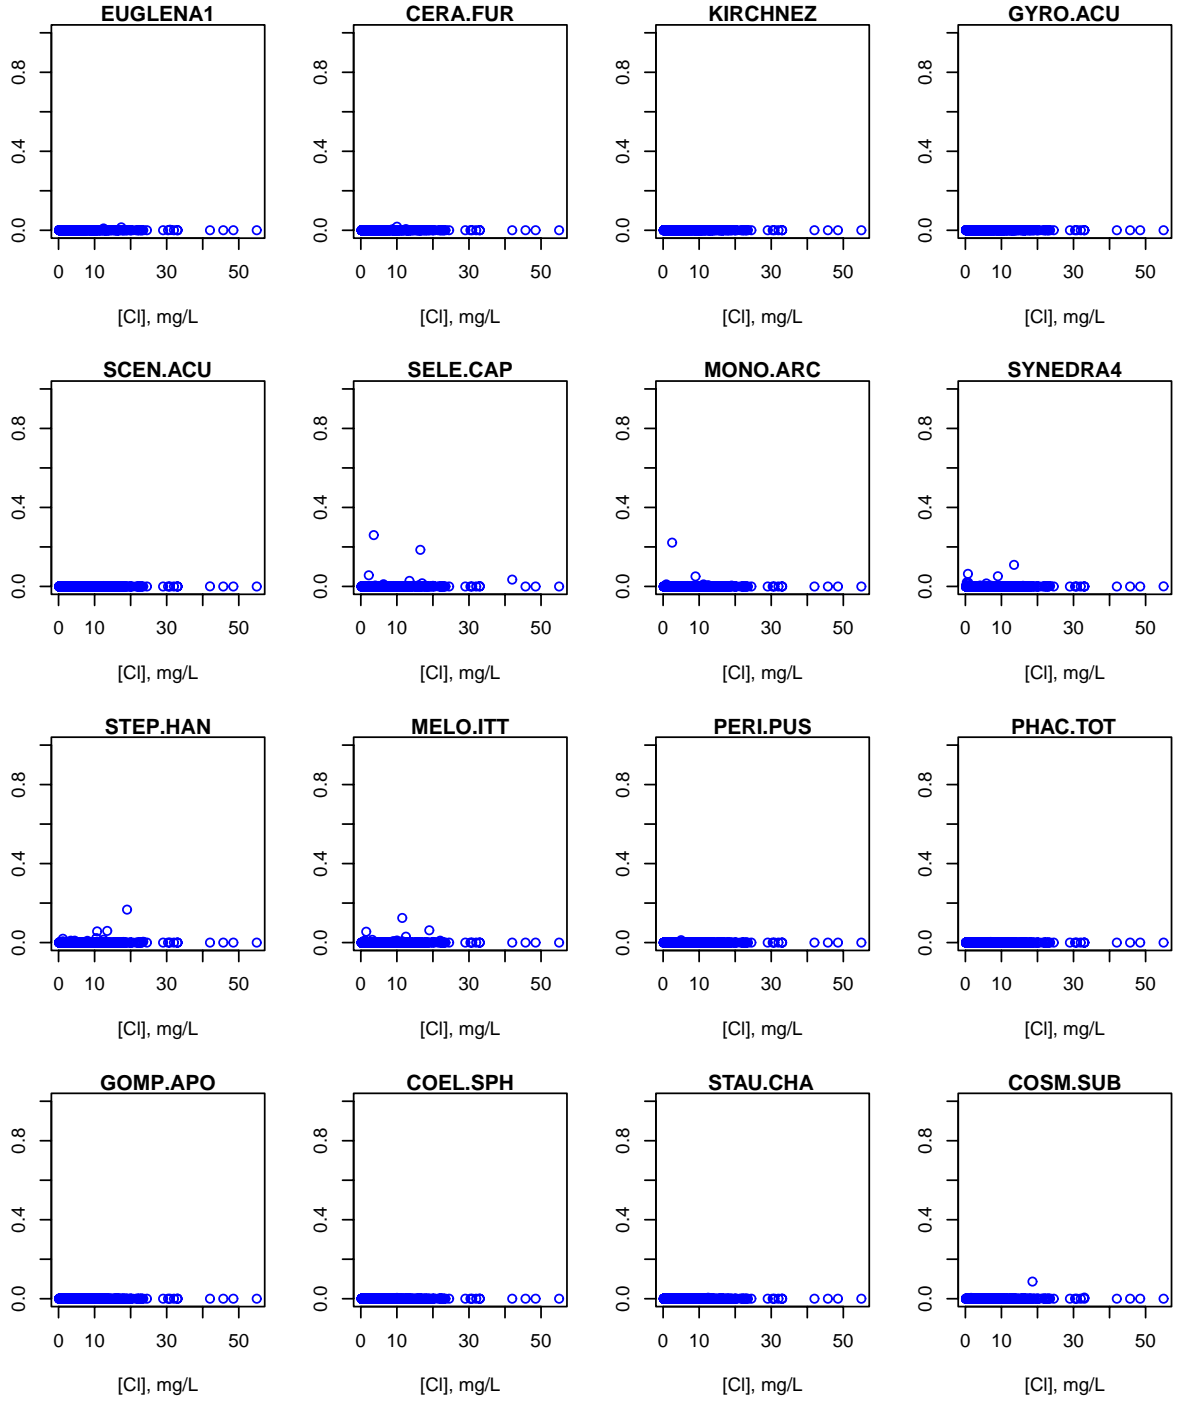 EUGLENA1 CERA.FUR KIRCHNEZ GYRO.ACU
0.0 0.4 0.8 0.0 0.4 0.8 0.0 0.4 0.8 0.0 0.4 0.8
0 10 30 50 0 10 30 50 0 10 30 50 0 10 30 50
[Cl], mg/L [Cl], mg/L [Cl], mg/L [Cl], mg/L
SCEN.ACU SELE.CAP MONO.ARC SYNEDRA4
0.0 0.4 0.8 0.0 0.4 0.8 0.0 0.4 0.8 0.0 0.4 0.8
0 10 30 50 0 10 30 50 0 10 30 50 0 10 30 50
[Cl], mg/L [Cl], mg/L [Cl], mg/L [Cl], mg/L
STEP.HAN MELO.ITT PERI.PUS PHAC.TOT
0.0 0.4 0.8 0.0 0.4 0.8 0.0 0.4 0.8 0.0 0.4 0.8
0 10 30 50 0 10 30 50 0 10 30 50 0 10 30 50
[Cl], mg/L [Cl], mg/L [Cl], mg/L [Cl], mg/L
GOMP.APO COEL.SPH STAU.CHA COSM.SUB
0.0 0.4 0.8 0.0 0.4 0.8 0.0 0.4 0.8 0.0 0.4 0.8
0 10 30 50 0 10 30 50 0 10 30 50 0 10 30 50
[Cl], mg/L [Cl], mg/L [Cl], mg/L [Cl], mg/L